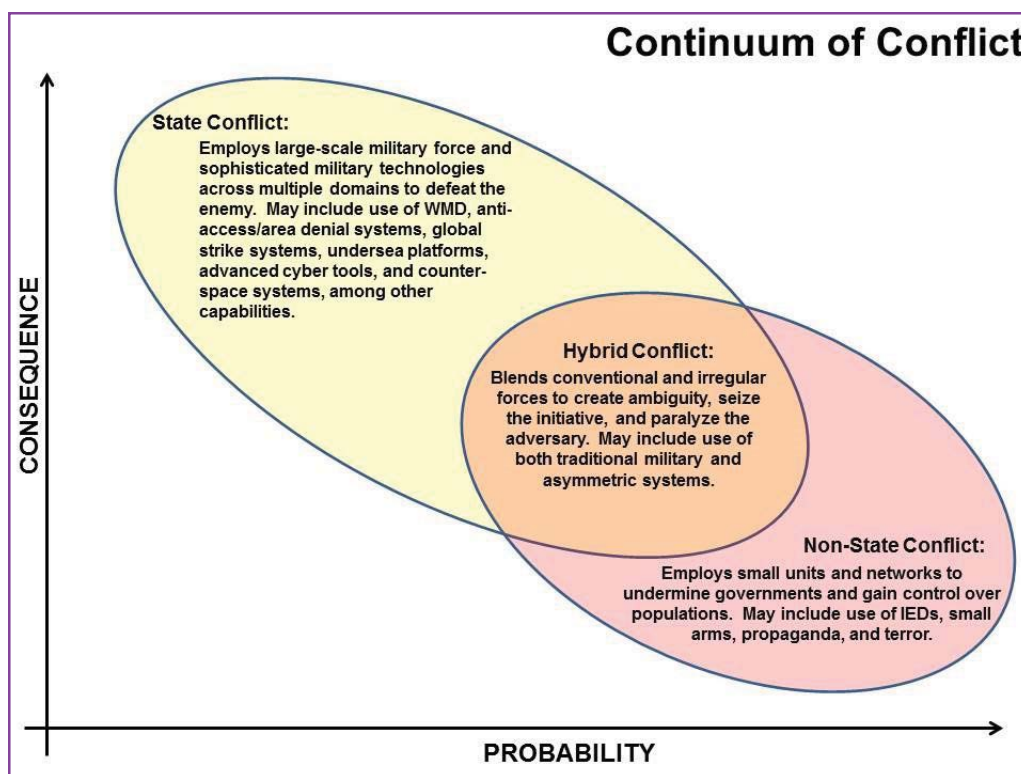 Continuum of Conflict
State Conflict:
Employs large-scale military force and
sophisticated military technologies
across multiple domains to defeat the
enemy.  May include use of WMD, anti-
access/area denial systems, global
strike systems, undersea platforms,
advanced cyber tools, and counter-
space systems, among other
capabilities.
Hybrid Conflict:
Blends conventional and irregular
forces to create ambiguity, seize
the initiative, and paralyze the
adversary.  May include use of
both traditional military and
asymmetric systems.
Non-State Conflict:
Employs small units and networks to
undermine governments and gain control over
populations.  May include use of IEDs, small
arms, propaganda, and terror.
CONSEQUENCE
PROBABILITY